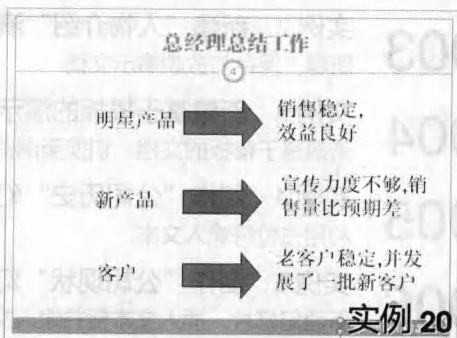 总经理总结工作
4
明星产品
销售稳定,
效益良好
新产品
宣传力度不够,销
售量比预期差
客户
老客户稳定,并发
展了一批新客户
实例 20